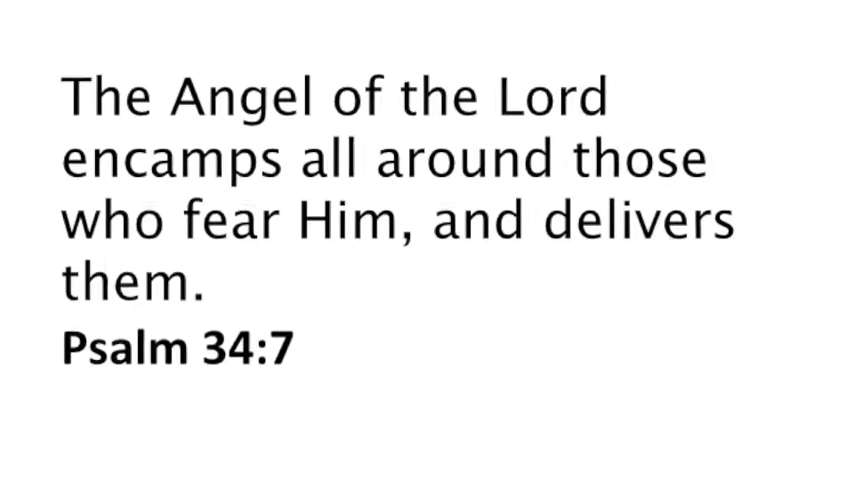 The Angel of the Lord
encamps all around those
who fear Him, and delivers
them.
Psalm 34:7